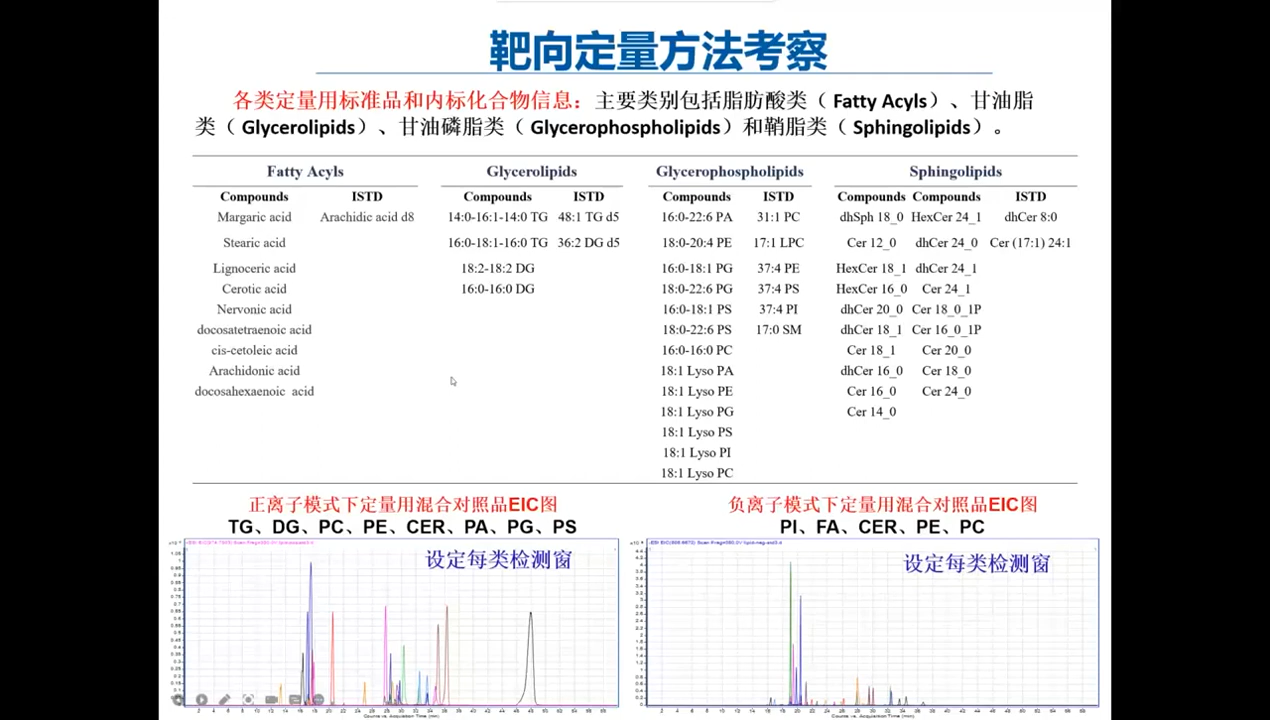 靶向定量方法考察
各类定量用标准品和内标化合物信息：主要类别包括脂肪酸类（Fatty Acyls）、甘油脂
类（Glycerolipids）、甘油磷脂类（Glycerophospholipids）和鞘脂类（Sphingolipids）。
Fatty Acyls Glycerolipids Glycerophospholipids Sphingolipids
Compounds ISTD Compounds ISTD Compounds ISTD Compounds Compounds ISTD
Margaric acid Arachidic acid d8 14:0-16:1-14:0 TG 48:1 TG d5 16:0-22:6 PA 31:1 PC dhSph 18_0 HexCer 24_1 dhCer 8:0
Stearic acid 16:0-18:1-16:0 TG 36:2 DG d5 18:0-20:4 PE 17:1 LPC Cer 12_0 dhCer 24_0 Cer (17:1) 24:1
Lignoceric acid 18:2-18:2 DG 16:0-18:1 PG 37:4 PE HexCer 18_1 dhCer 24_1
Cerotic acid 16:0-16:0 DG 18:0-22:6 PG 37:4 PS HexCer 16_0 Cer 24_1
Nervonic acid 16:0-18:1 PS 37:4 PI dhCer 20_0 Cer 18_0_1P
docosatetraenoic acid 18:0-22:6 PS 17:0 SM dhCer 18_1 Cer 16_0_1P
cis-cetoleic acid 16:0-16:0 PC Cer 18_1 Cer 20_0
Arachidonic acid 18:1 Lyso PA dhCer 16_0 Cer 18_0
docosahexaenoic acid 18:1 Lyso PE Cer 16_0 Cer 24_0
18:1 Lyso PG Cer 14_0
18:1 Lyso PS
18:1 Lyso PI
18:1 Lyso PC
正离子模式下定量用混合对照品EIC图 负离子模式下定量用混合对照品EIC图
TG、DG、PC、PE、CER、PA、PG、PS PI、FA、CER、PE、PC
设定每类检测窗 设定每类检测窗
Counts vs. Acquisition Time (min) Counts vs. Acquisition Time (min)